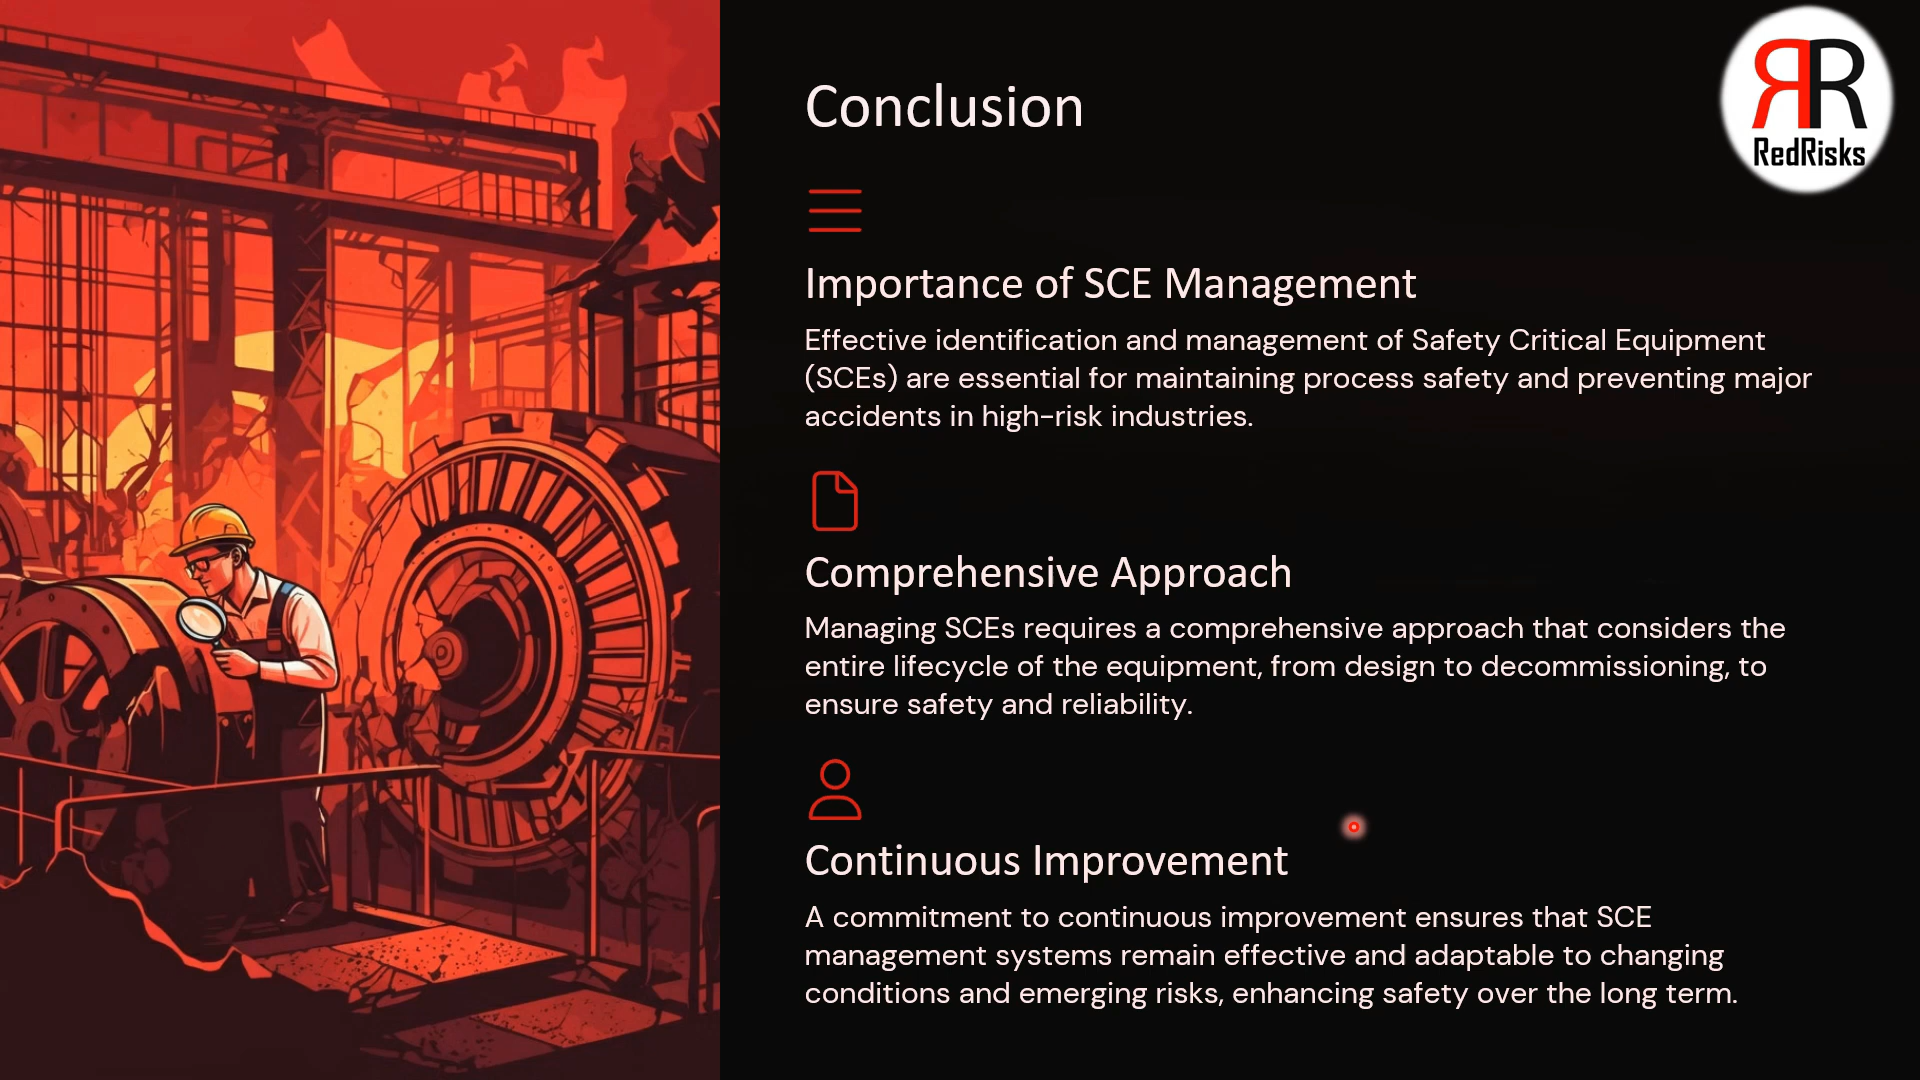 Conclusion
RR
RedRisks
Importance of SCE Management
Effective identification and management of Safety Critical Equipment
(SCEs) are essential for maintaining process safety and preventing major
accidents in high-risk industries.
Comprehensive Approach
Managing SCEs requires a comprehensive approach that considers the
entire lifecycle of the equipment, from design to decommissioning, to
ensure safety and reliability.
Continuous Improvement
A commitment to continuous improvement ensures that SCE
management systems remain effective and adaptable to changing
conditions and emerging risks, enhancing safety over the long term.